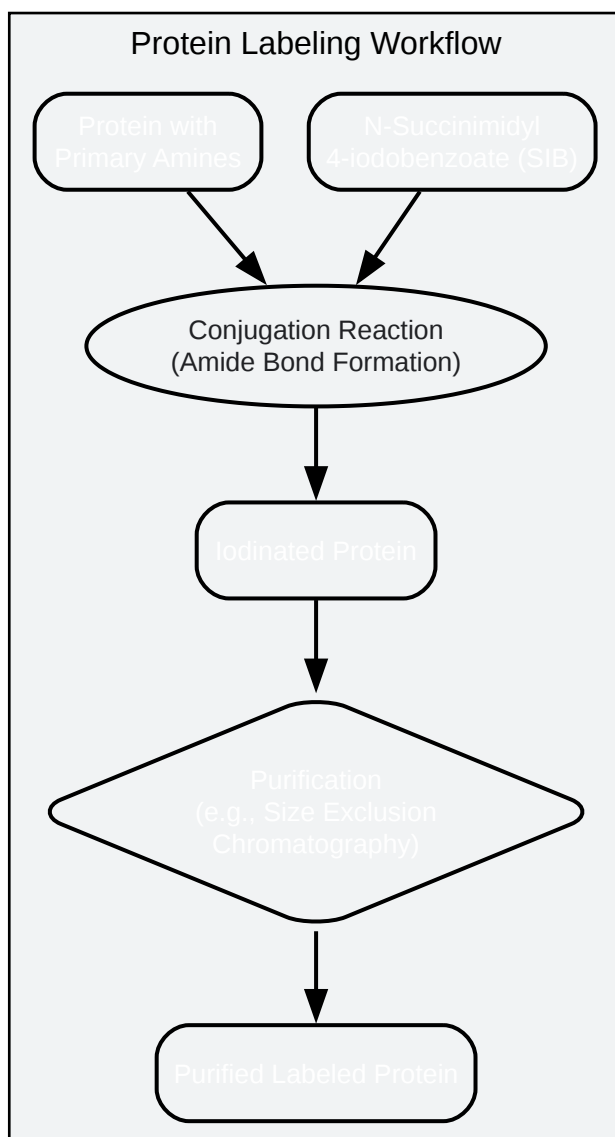 Protein Labeling Workflow
Protein with
Primary Amines
N-Succinimidyl
4-iodobenzoate (SIB)
Conjugation Reaction
(Amide Bond Formation)
Iodinated Protein
Purification
(e.g., Size Exclusion
Chromatography)
Purified Labeled Protein